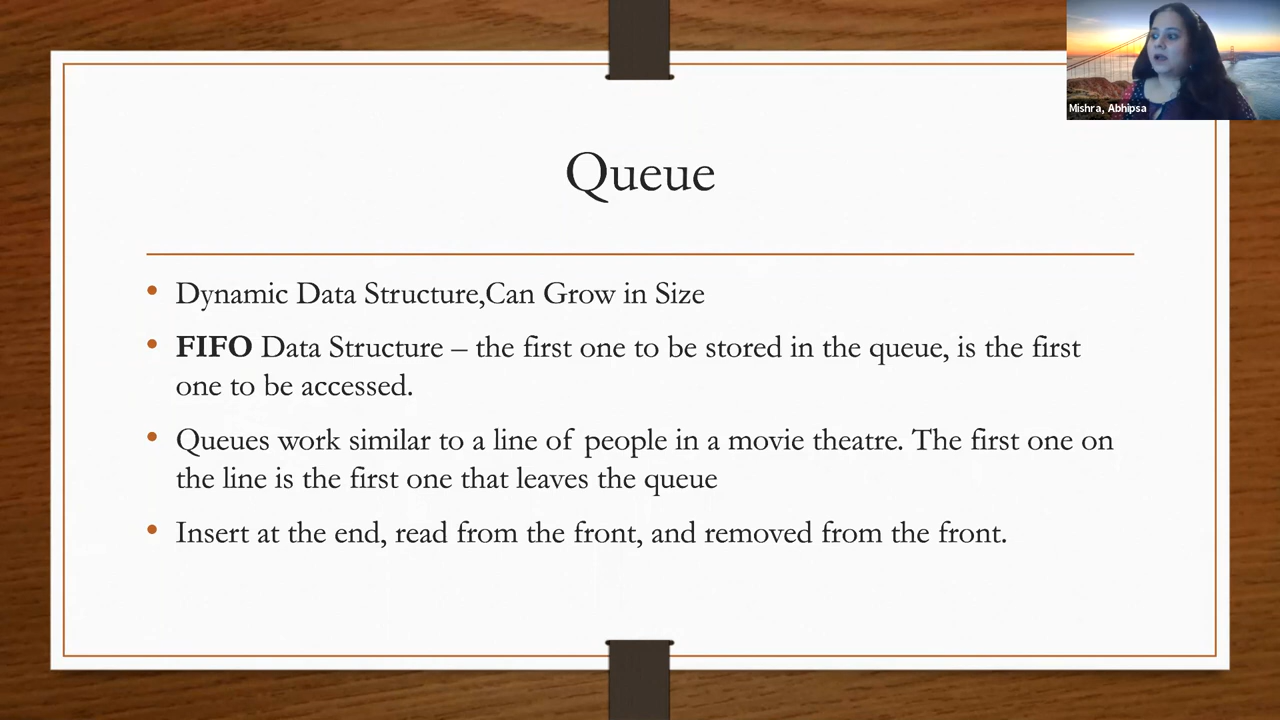 Mishra, Abhipsa
Queue
• Dynamic Data Structure,Can Grow in Size
• FIFO Data Structure – the first one to be stored in the queue, is the first
one to be accessed.
• Queues work similar to a line of people in a movie theatre. The first one on
the line is the first one that leaves the queue
• Insert at the end, read from the front, and removed from the front.